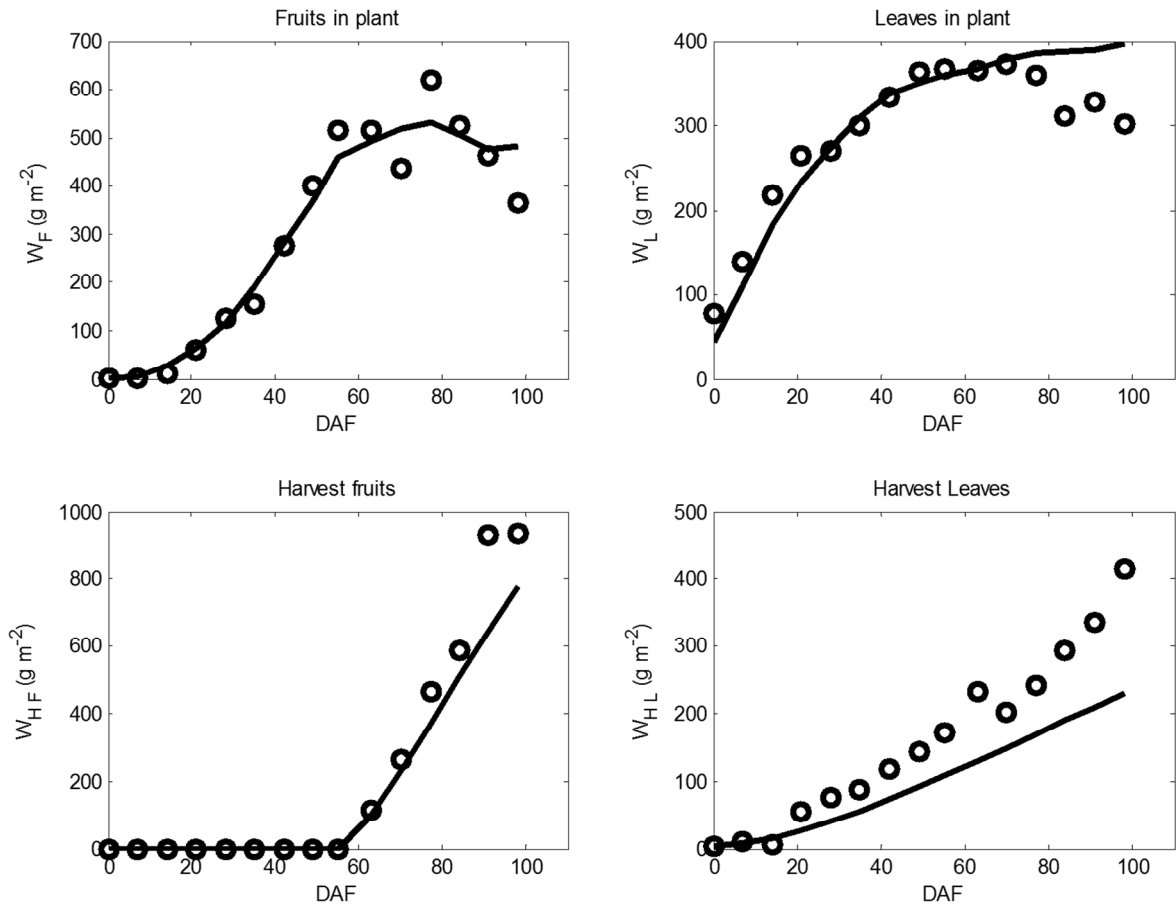 Fruits in plant
700
600
500
400
300
200
100
0
W_F (g m^-2)
0 20 40 60 80 100
DAF
Leaves in plant
400
300
200
100
0
W_L (g m^-2)
0 20 40 60 80 100
DAF
Harvest fruits
1000
800
600
400
200
0
W_H F (g m^-2)
0 20 40 60 80 100
DAF
Harvest Leaves
500
400
300
200
100
0
W_H L (g m^-2)
0 20 40 60 80 100
DAF